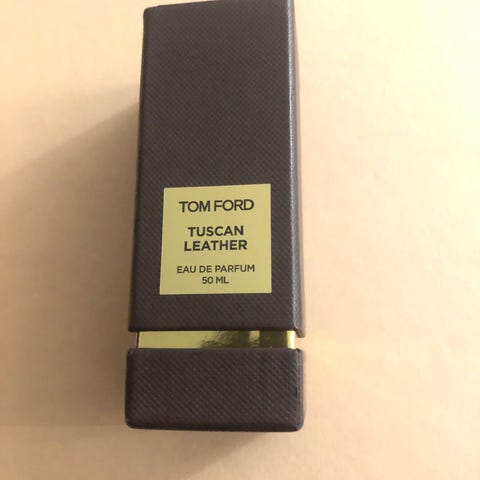 TOM FORD
TUSCAN
LEATHER
EAU DE PARFUM
50 ML